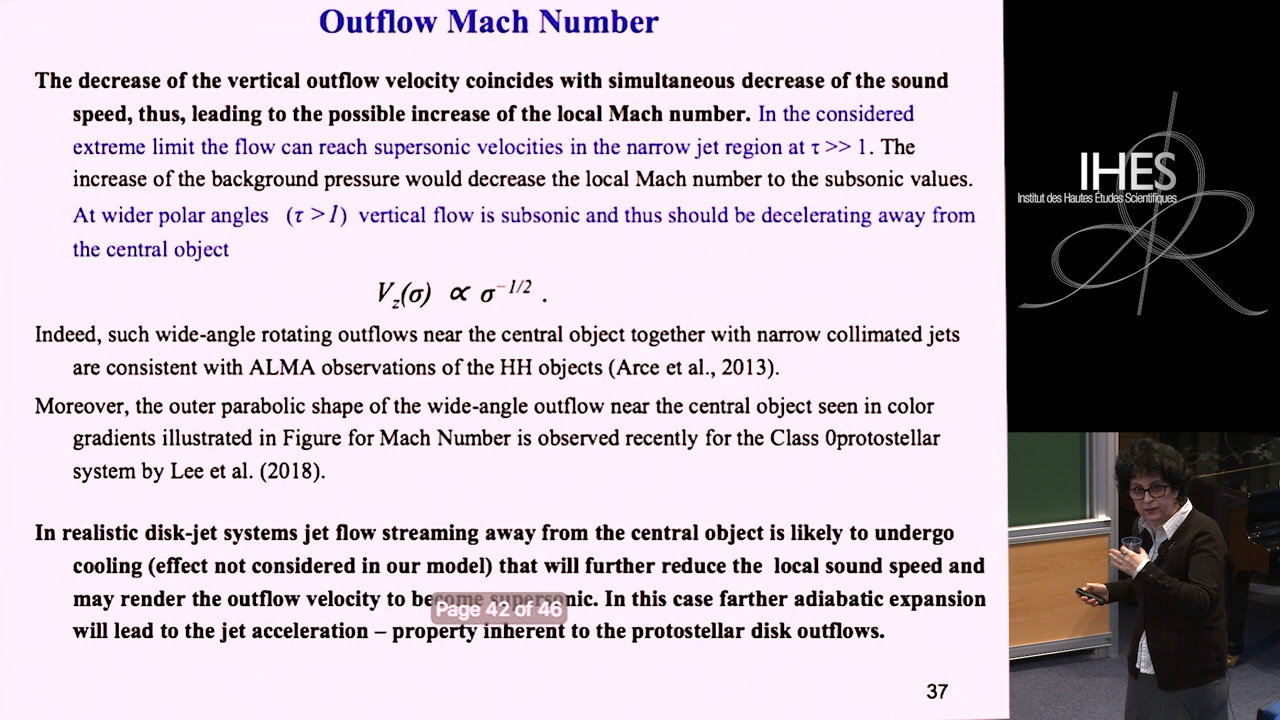 Outflow Mach Number
The decrease of the vertical outflow velocity coincides with simultaneous decrease of the sound
speed, thus, leading to the possible increase of the local Mach number. In the considered
extreme limit the flow can reach supersonic velocities in the narrow jet region at τ >> 1. The
increase of the background pressure would decrease the local Mach number to the subsonic values.
At wider polar angles (τ >1) vertical flow is subsonic and thus should be decelerating away from
the central object
V_z(σ) ∝ σ^{-1/2} .
Indeed, such wide-angle rotating outflows near the central object together with narrow collimated jets
are consistent with ALMA observations of the HH objects (Arce et al., 2013).
Moreover, the outer parabolic shape of the wide-angle outflow near the central object seen in color
gradients illustrated in Figure for Mach Number is observed recently for the Class 0protostellar
system by Lee et al. (2018).
In realistic disk-jet systems jet flow streaming away from the central object is likely to undergo
cooling (effect not considered in our model) that will further reduce the local sound speed and
may render the outflow velocity to become supersonic. In this case farther adiabatic expansion
Page 42 of 46
will lead to the jet acceleration – property inherent to the protostellar disk outflows.
37
IHES
Institut des Hautes Études Scientifiques